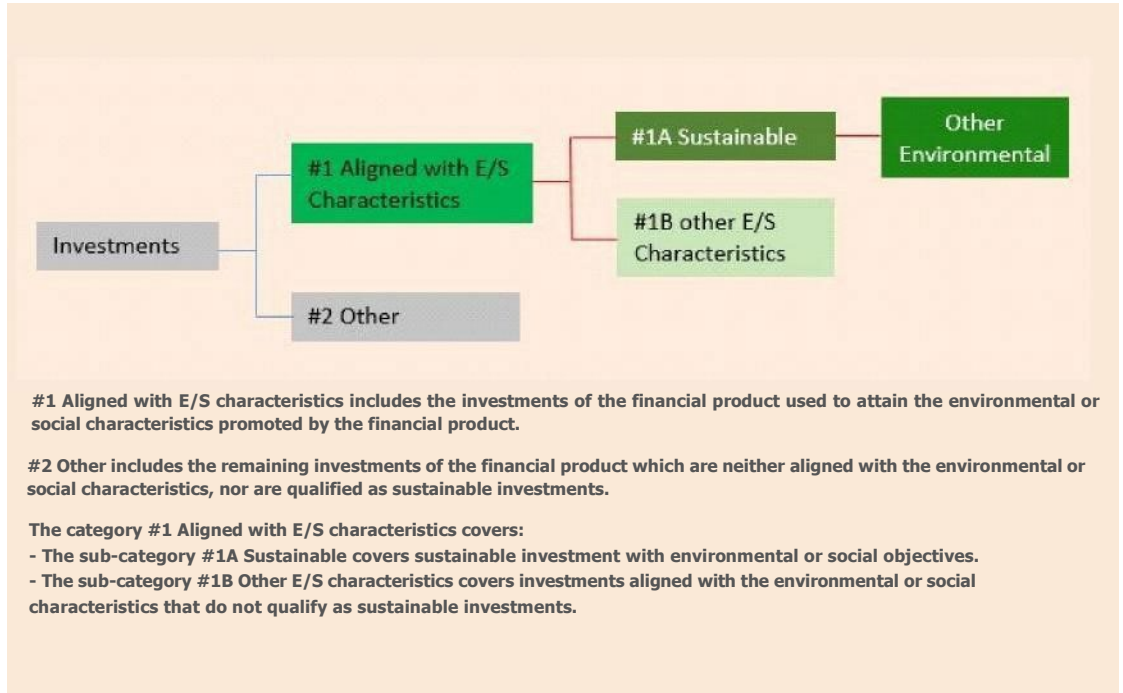 Investments
#1 Aligned with E/S
Characteristics
#2 Other
#1A Sustainable
#1B other E/S
Characteristics
Other
Environmental
#1 Aligned with E/S characteristics includes the investments of the financial product used to attain the environmental or
social characteristics promoted by the financial product.
#2 Other includes the remaining investments of the financial product which are neither aligned with the environmental or
social characteristics, nor are qualified as sustainable investments.
The category #1 Aligned with E/S characteristics covers:
- The sub-category #1A Sustainable covers sustainable investment with environmental or social objectives.
- The sub-category #1B Other E/S characteristics covers investments aligned with the environmental or social
characteristics that do not qualify as sustainable investments.